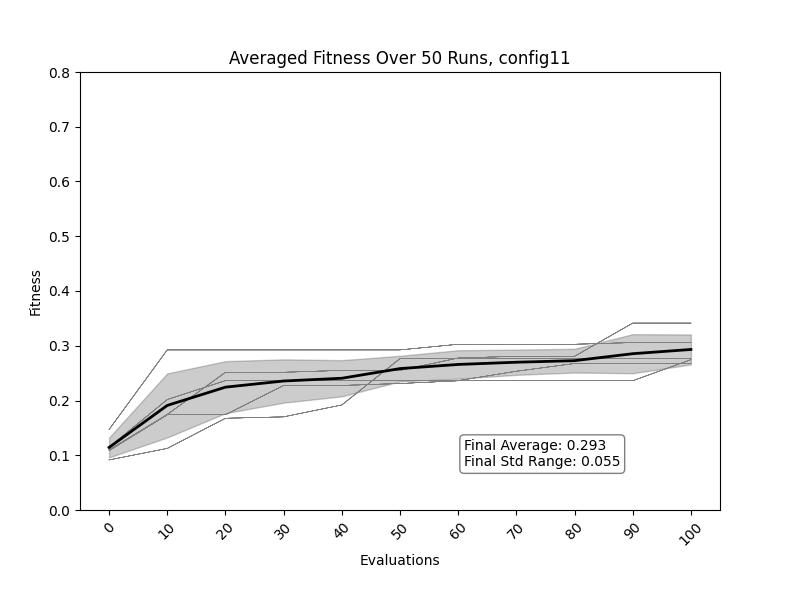 Averaged Fitness Over 50 Runs, config11
0.8
0.7
0.6
0.5
0.4
0.3
0.2
0.1
0.0
Fitness
Final Average: 0.293
Final Std Range: 0.055
0 10 20 30 40 50 60 70 80 90 100
Evaluations